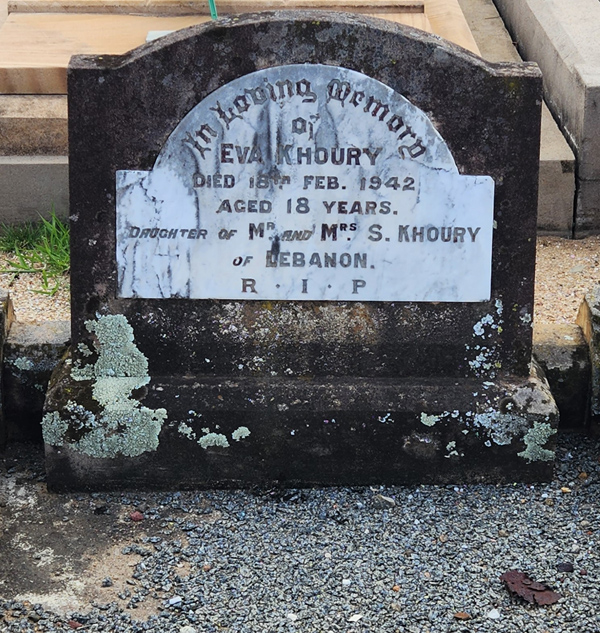 In Loving Memory
of
EVA KHOURY
DIED 18TH FEB. 1942
AGED 18 YEARS.
DAUGHTER OF MR AND MRS. S. KHOURY
OF LEBANON.
R · I · P